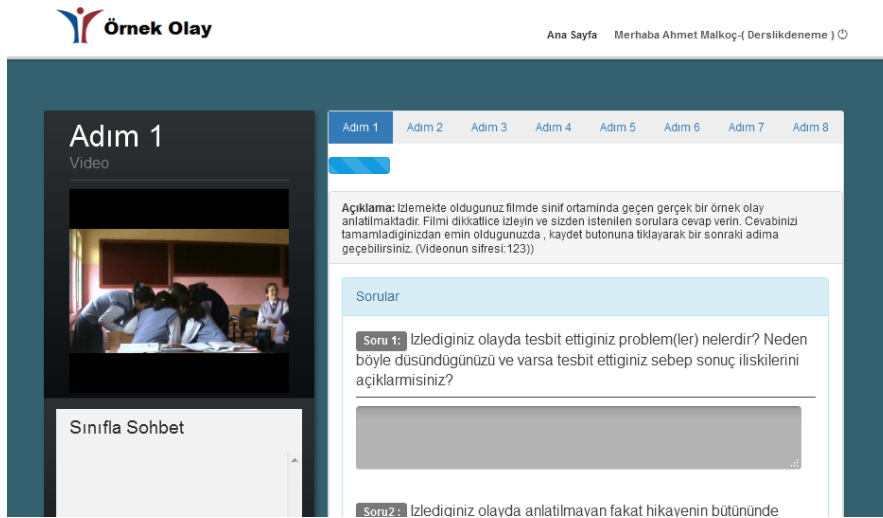 Örnek Olay
Ana Sayfa Merhaba Ahmet Malkoç-( Derslikdeneme )
Adım 1
Video
Sınıfla Sohbet
Adım 1 Adım 2 Adım 3 Adım 4 Adım 5 Adım 6 Adım 7 Adım 8
Açıklama: Izlemekte oldugunuz filmde sinif ortaminda geçen gerçek bir örnek olay
anlatilmaktadir. Filmi dikkatlice izleyin ve sizden istenilen sorulara cevap verin. Cevabinizi
tamamladiginizdan emin oldugunuzda , kaydet butonuna tiklayarak bir sonraki adima
geçebilirsiniz. (Videonun sifresi:123))
Sorular
Soru 1: Izlediginiz olayda tesbit ettiginiz problem(ler) nelerdir? Neden
böyle düsündügünüzü ve varsa tesbit ettiginiz sebep sonuç iliskilerini
açiklarmisiniz?
Soru2 : Izlediginiz olayda anlatilmayan fakat hikayenin bütününde